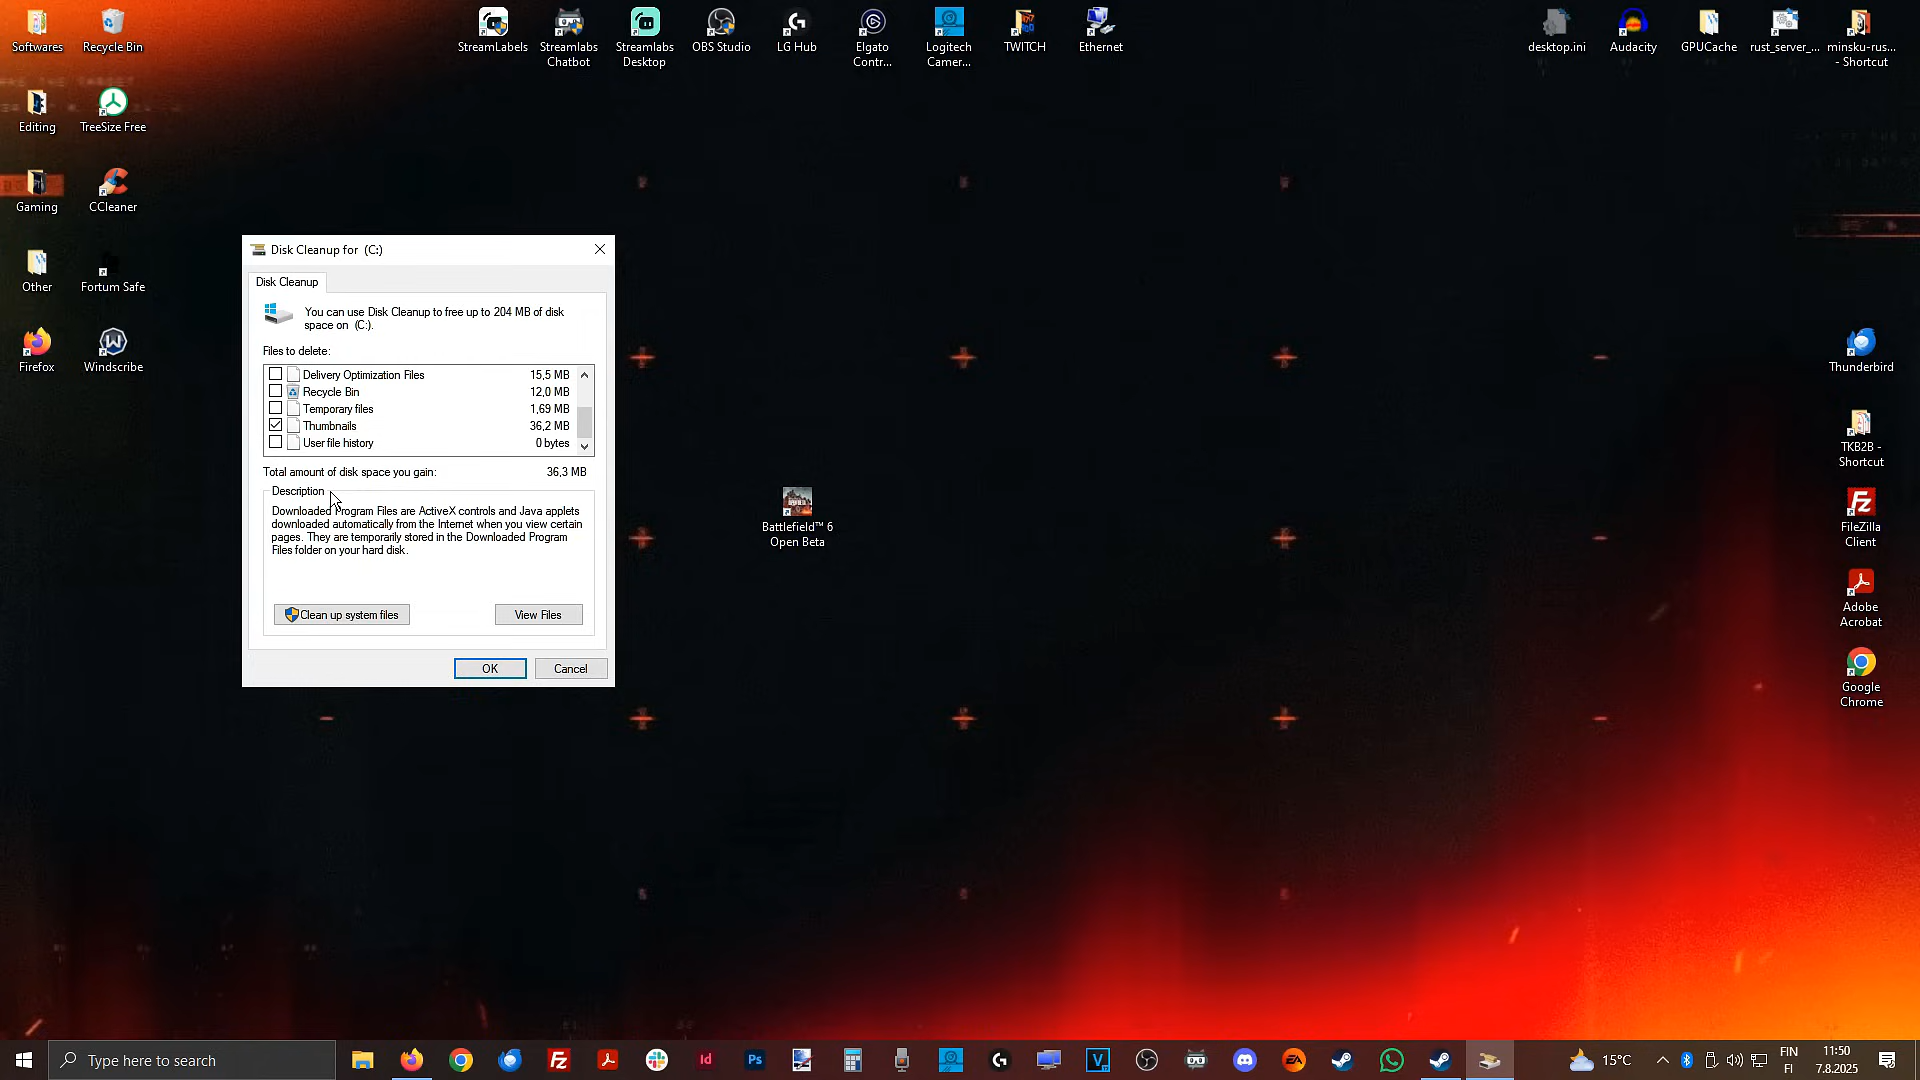 Softwares
Recycle Bin
StreamLabels
Streamlabs
Chatbot
Streamlabs
Desktop
OBS Studio
LG Hub
Elgato
Contr...
Logitech
Camer...
TWITCH
Ethernet
desktop.ini
Audacity
GPUCache
rust_server_...
minsku-rus...
- Shortcut
Editing
TreeSize Free
Gaming
CCleaner
Other
Fortum Safe
Firefox
Windscribe
Disk Cleanup for (C:)
Disk Cleanup
You can use Disk Cleanup to free up to 204 MB of disk
space on (C:).
Files to delete:
Delivery Optimization Files 15,5 MB
Recycle Bin 12,0 MB
Temporary files 1,69 MB
Thumbnails 36,2 MB
User file history 0 bytes
Total amount of disk space you gain: 36,3 MB
Description
Downloaded Program Files are ActiveX controls and Java applets
downloaded automatically from the Internet when you view certain
pages. They are temporarily stored in the Downloaded Program
Files folder on your hard disk.
Clean up system files
View Files
OK
Cancel
Battlefield™ 6
Open Beta
Thunderbird
TKB2B -
Shortcut
FileZilla
Client
Adobe
Acrobat
Google
Chrome
Type here to search
15°C
FIN
FI
11:50
7.8.2025